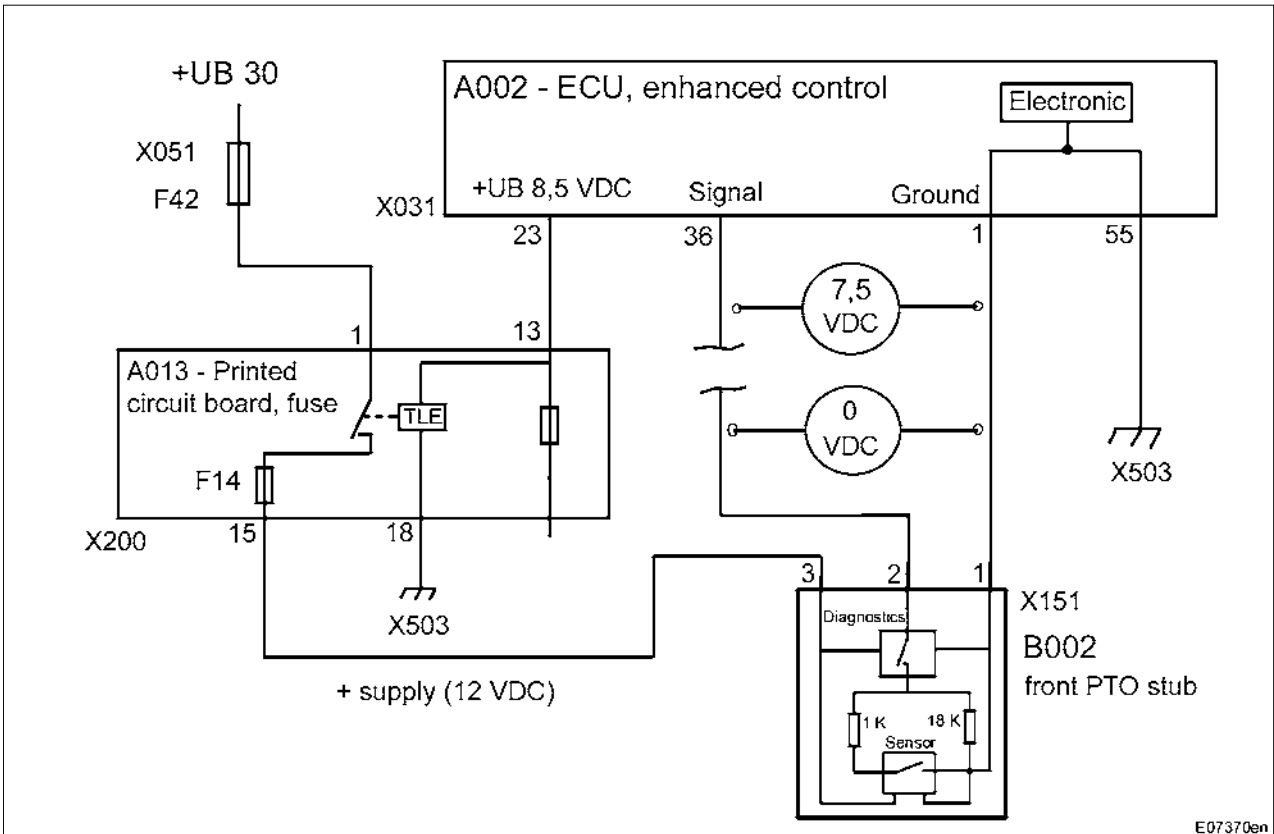 +UB 30
X051
F42
A002 - ECU, enhanced control
Electronic
+UB 8,5 VDC
Signal
Ground
X031
23
36
1
55
7,5
VDC
0
VDC
X503
1
13
A013 - Printed
circuit board, fuse
TLE
F14
X200
15
18
X503
+ supply (12 VDC)
3
2
1
X151
Diagnostics
B002
front PTO stub
1 K
18 K
Sensor
E07370en